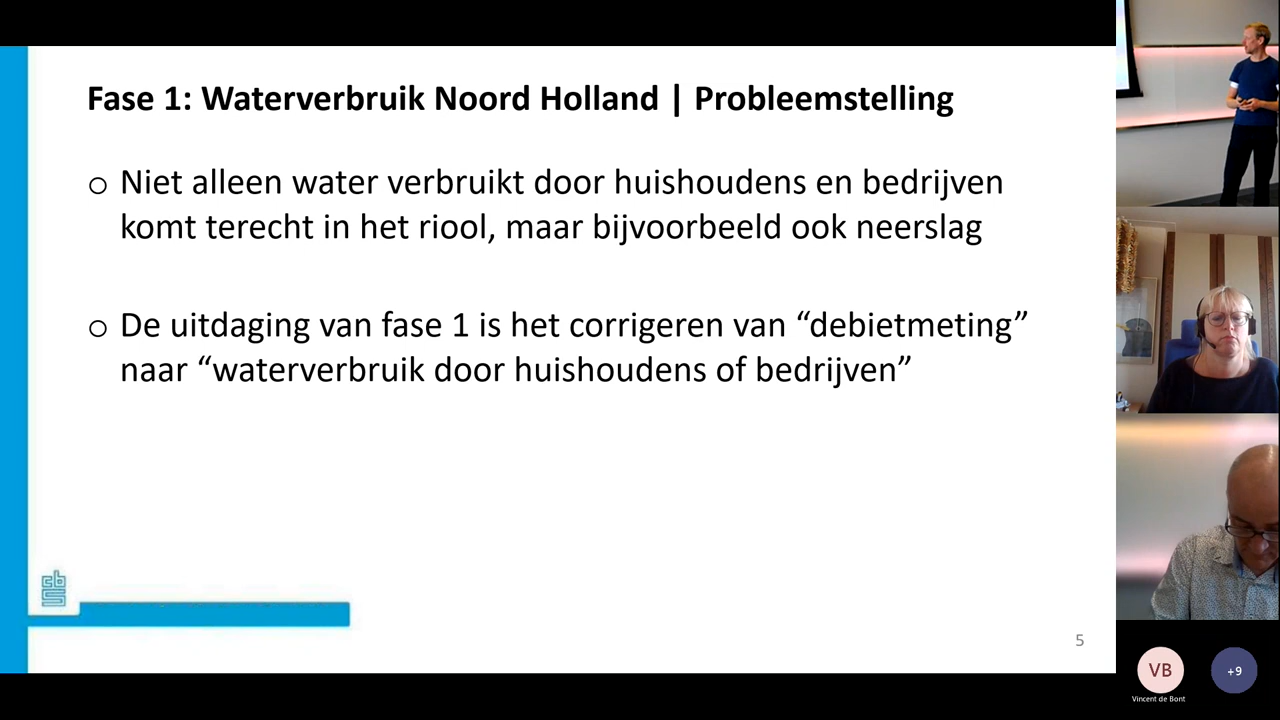 Fase 1: Waterverbruik Noord Holland | Probleemstelling
o Niet alleen water verbruikt door huishoudens en bedrijven
komt terecht in het riool, maar bijvoorbeeld ook neerslag
o De uitdaging van fase 1 is het corrigeren van “debietmeting”
naar “waterverbruik door huishoudens of bedrijven”
cbs
5
VB
+9
Vincent de Bont